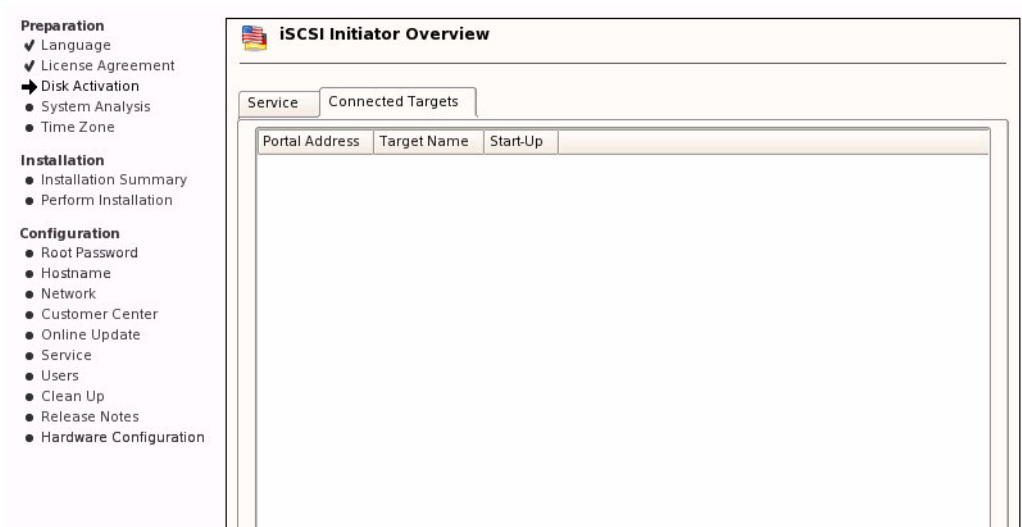 Preparation
Language
License Agreement
Disk Activation
System Analysis
Time Zone
Installation
Installation Summary
Perform Installation
Configuration
Root Password
Hostname
Network
Customer Center
Online Update
Service
Users
Clean Up
Release Notes
Hardware Configuration
iSCSI Initiator Overview
Service Connected Targets
Portal Address Target Name Start-Up